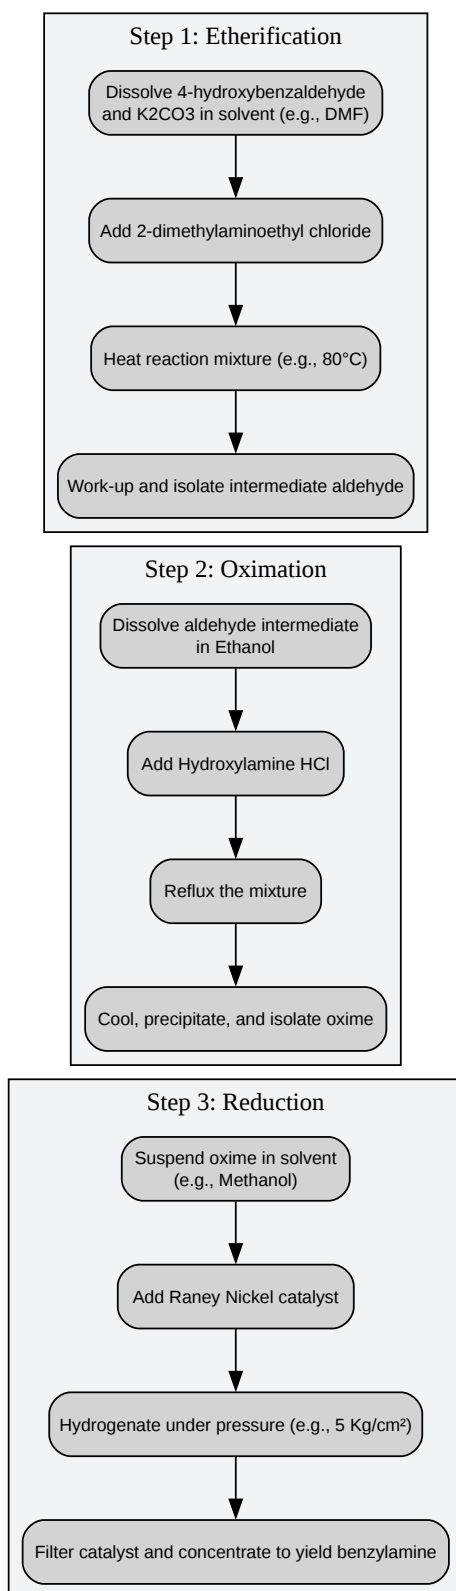 Step 1: Etherification
Dissolve 4-hydroxybenzaldehyde
and K2CO3 in solvent (e.g., DMF)
Add 2-dimethylaminoethyl chloride
Heat reaction mixture (e.g., 80°C)
Work-up and isolate intermediate aldehyde
Step 2: Oximation
Dissolve aldehyde intermediate
in Ethanol
Add Hydroxylamine HCl
Reflux the mixture
Cool, precipitate, and isolate oxime
Step 3: Reduction
Suspend oxime in solvent
(e.g., Methanol)
Add Raney Nickel catalyst
Hydrogenate under pressure (e.g., 5 Kg/cm²)
Filter catalyst and concentrate to yield benzylamine